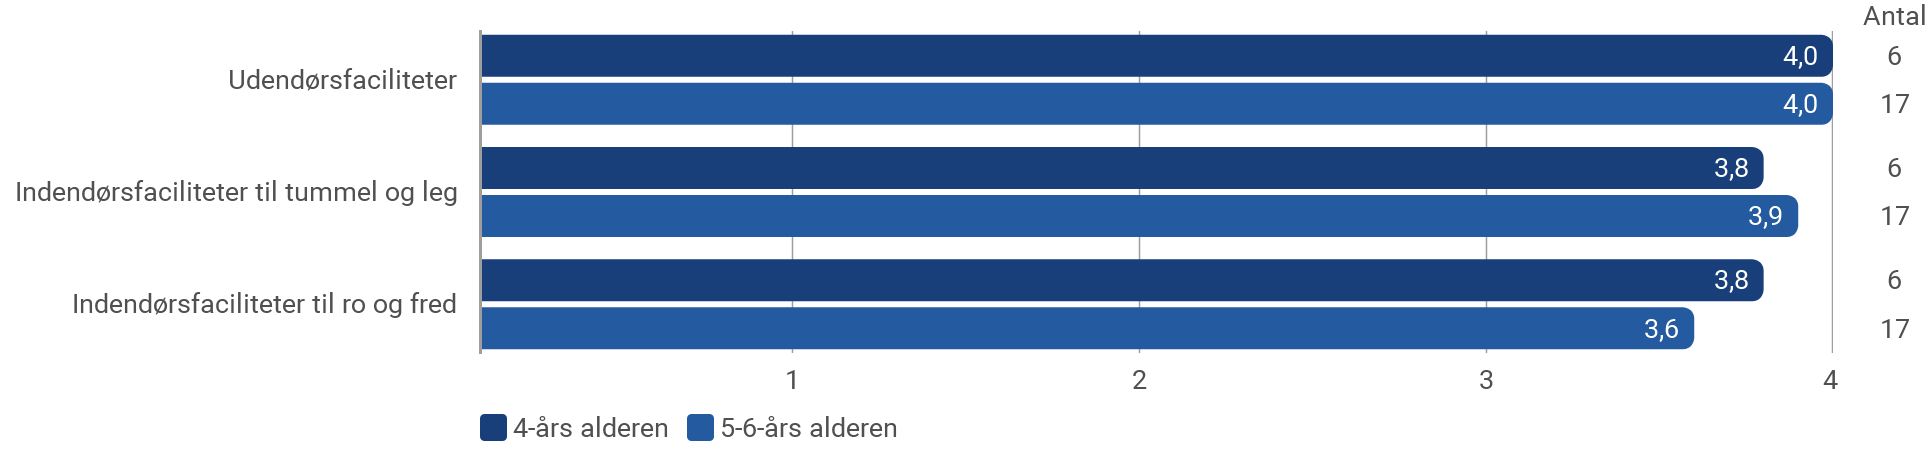 Antal
Udendørsfaciliteter
4,0 6
4,0 17
Indendørsfaciliteter til tummel og leg
3,8 6
3,9 17
Indendørsfaciliteter til ro og fred
3,8 6
3,6 17
1 2 3 4
4-års alderen 5-6-års alderen